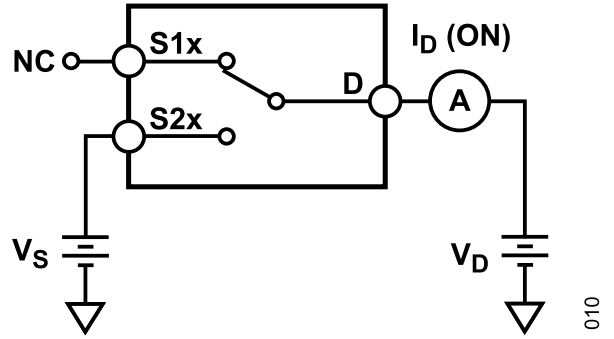 S1x
I_D (ON)
NC
D
A
S2x
V_S
V_D
010